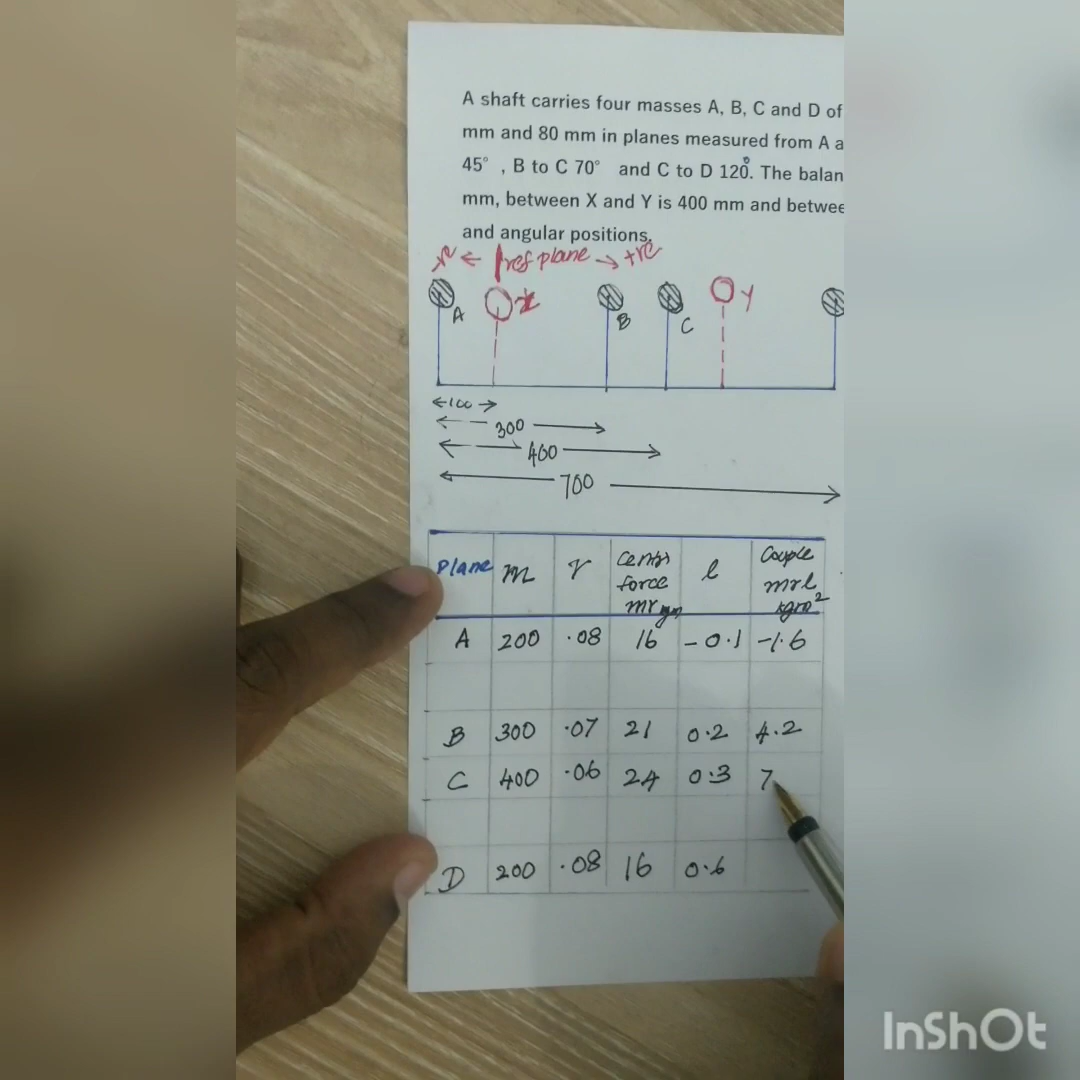 A shaft carries four masses A, B, C and D of
mm and 80 mm in planes measured from A a
45° , B to C 70° and C to D 120°. The balan
mm, between X and Y is 400 mm and betwee
and angular positions.
-ve ← ref plane → +ve
A x B C Y
←100→
300
400
700
Plane m r Centri force mr kgm l Couple mrl kgm²
A 200 .08 16 -0.1 -1.6
B 300 .07 21 0.2 4.2
C 400 .06 24 0.3 7
D 200 .08 16 0.6
InShOt